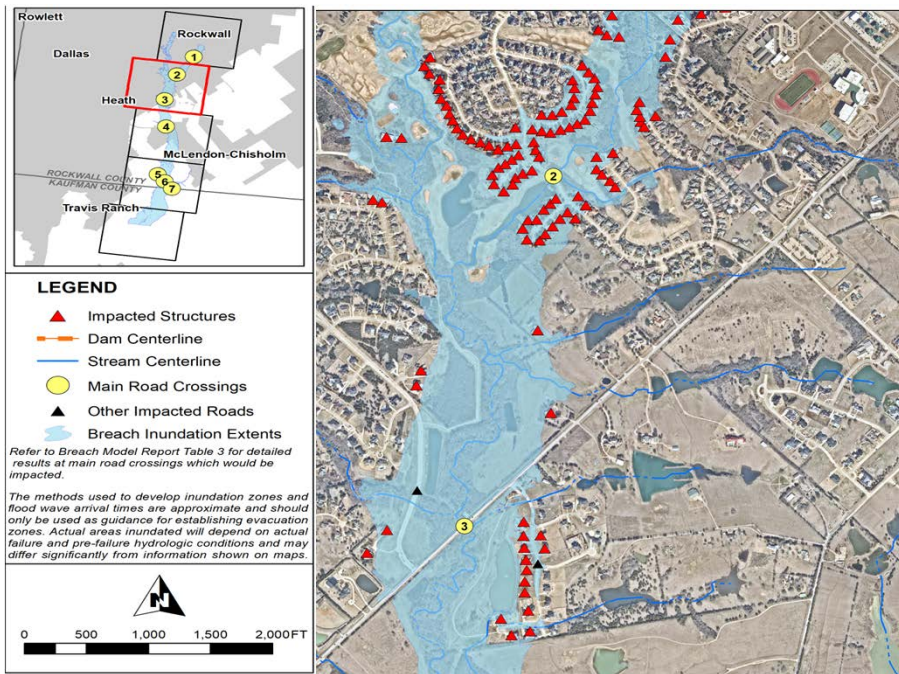 Rowlett
Rockwall
Dallas
1
2
Heath
3
4
McLendon-Chisholm
ROCKWALL COUNTY
KAUFMAN COUNTY
5
6
7
Travis Ranch
LEGEND
Impacted Structures
Dam Centerline
Stream Centerline
Main Road Crossings
Other Impacted Roads
Breach Inundation Extents
Refer to Breach Model Report Table 3 for detailed
results at main road crossings which would be
impacted.
The methods used to develop inundation zones and
flood wave arrival times are approximate and should
only be used as guidance for establishing evacuation
zones. Actual areas inundated will depend on actual
failure and pre-failure hydrologic conditions and may
differ significantly from information shown on maps.
N
0 500 1,000 1,500 2,000FT
2
3